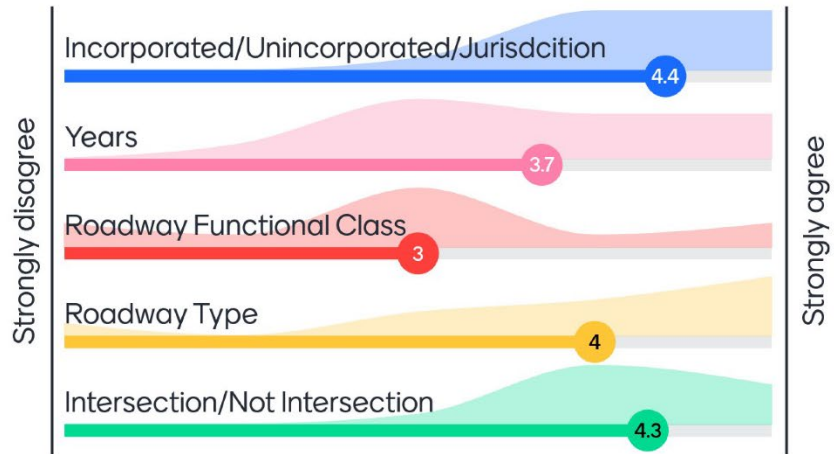 Strongly disagree
Incorporated/Unincorporated/Jurisdcition
4.4
Years
3.7
Roadway Functional Class
3
Roadway Type
4
Intersection/Not Intersection
4.3
Strongly agree